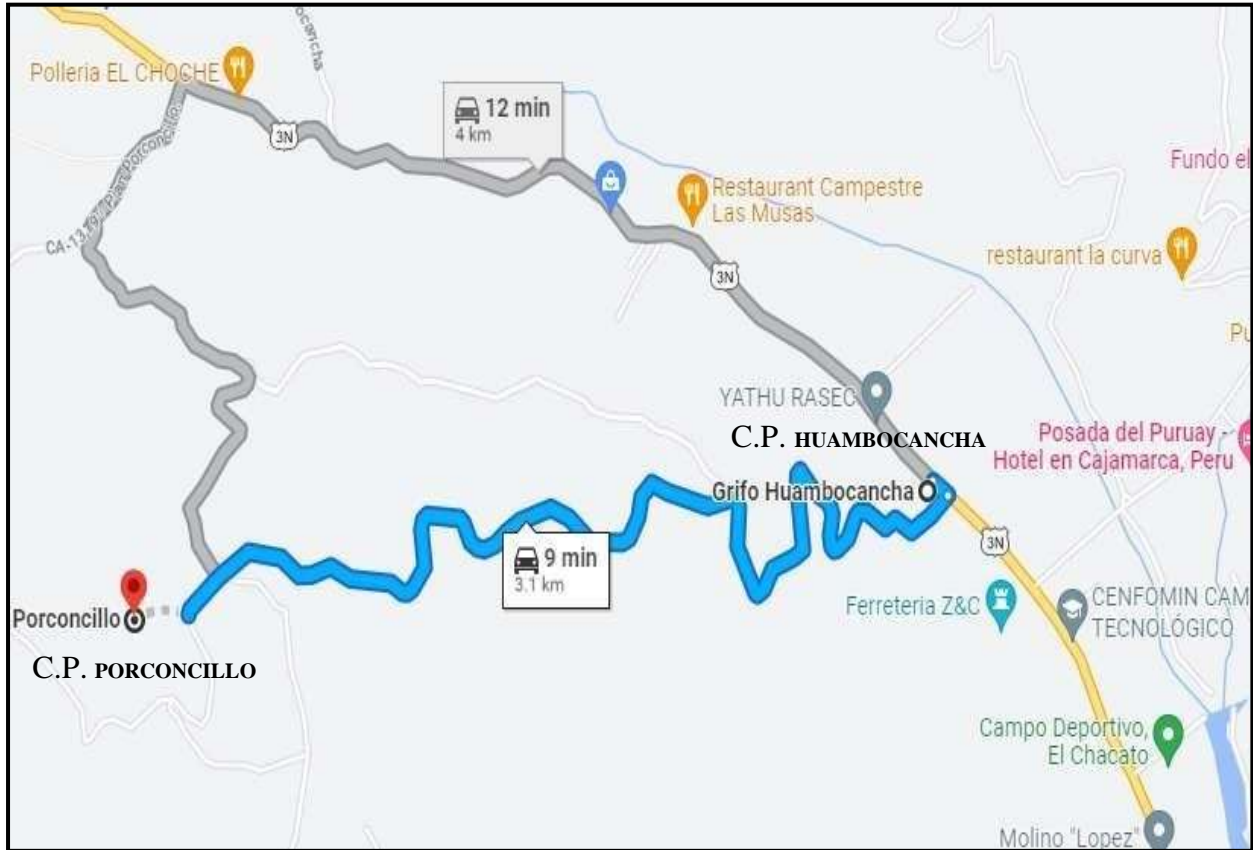 ocancha
Polleria EL CHOCHE
3N
12 min
4 km
Fundo el
Restaurant Campestre
Las Musas
restaurant la curva
3N
YATHU RASEC
C.P. HUAMBOCANCHA
Posada del Puruay -
Hotel en Cajamarca, Peru
Grifo Huambocancha
3N
9 min
3.1 km
Ferreteria Z&C
CENFOMIN CAM
TECNOLÓGICO
Porconcillo
C.P. PORCONCILLO
Campo Deportivo,
El Chacato
Molino "Lopez"